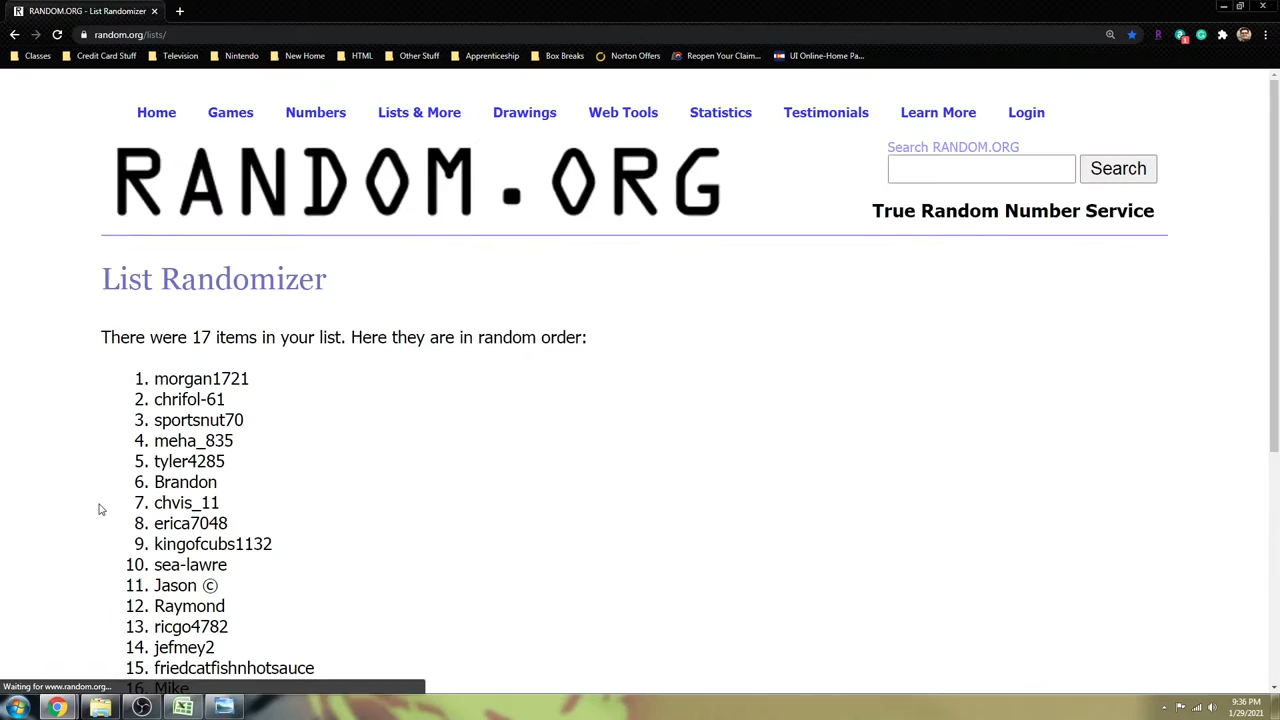 RANDOM.ORG - List Randomizer
random.org/lists/
Classes Credit Card Stuff Television Nintendo New Home HTML Other Stuff Apprenticeship Box Breaks Norton Offers Reopen Your Claim... UI Online-Home Pa...
Home Games Numbers Lists & More Drawings Web Tools Statistics Testimonials Learn More Login
RANDOM.ORG
Search RANDOM.ORG
Search
True Random Number Service
List Randomizer
There were 17 items in your list. Here they are in random order:
1. morgan1721
2. chrifol-61
3. sportsnut70
4. meha_835
5. tyler4285
6. Brandon
7. chvis_11
8. erica7048
9. kingofcubs1132
10. sea-lawre
11. Jason ©
12. Raymond
13. ricgo4782
14. jefmey2
15. friedcatfishnhotsauce
16. Mike
Waiting for www.random.org...
9:36 PM
1/29/2021